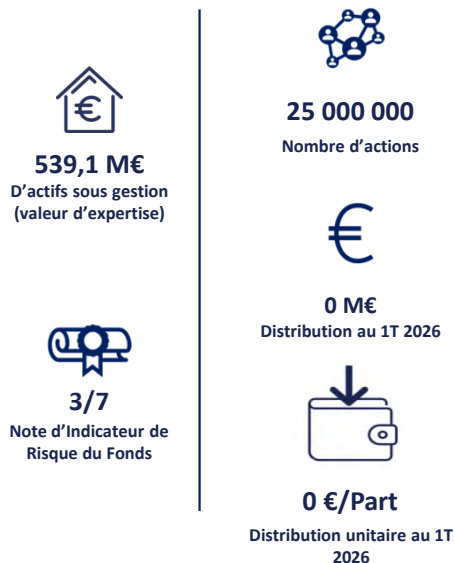 €
539,1 M€
D'actifs sous gestion
(valeur d'expertise)
3/7
Note d'Indicateur de
Risque du Fonds
25 000 000
Nombre d'actions
€
0 M€
Distribution au 1T 2026
0 €/Part
Distribution unitaire au 1T
2026